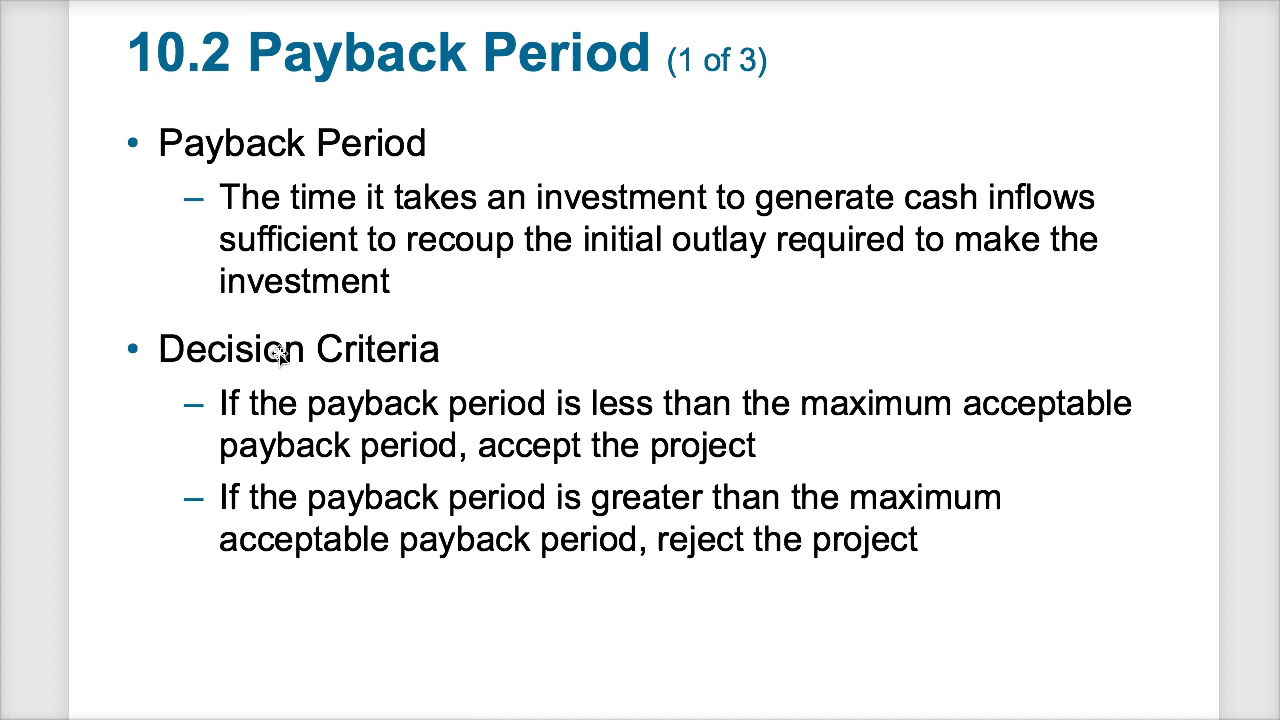 10.2 Payback Period (1 of 3)
• Payback Period
– The time it takes an investment to generate cash inflows
sufficient to recoup the initial outlay required to make the
investment
• Decision Criteria
– If the payback period is less than the maximum acceptable
payback period, accept the project
– If the payback period is greater than the maximum
acceptable payback period, reject the project